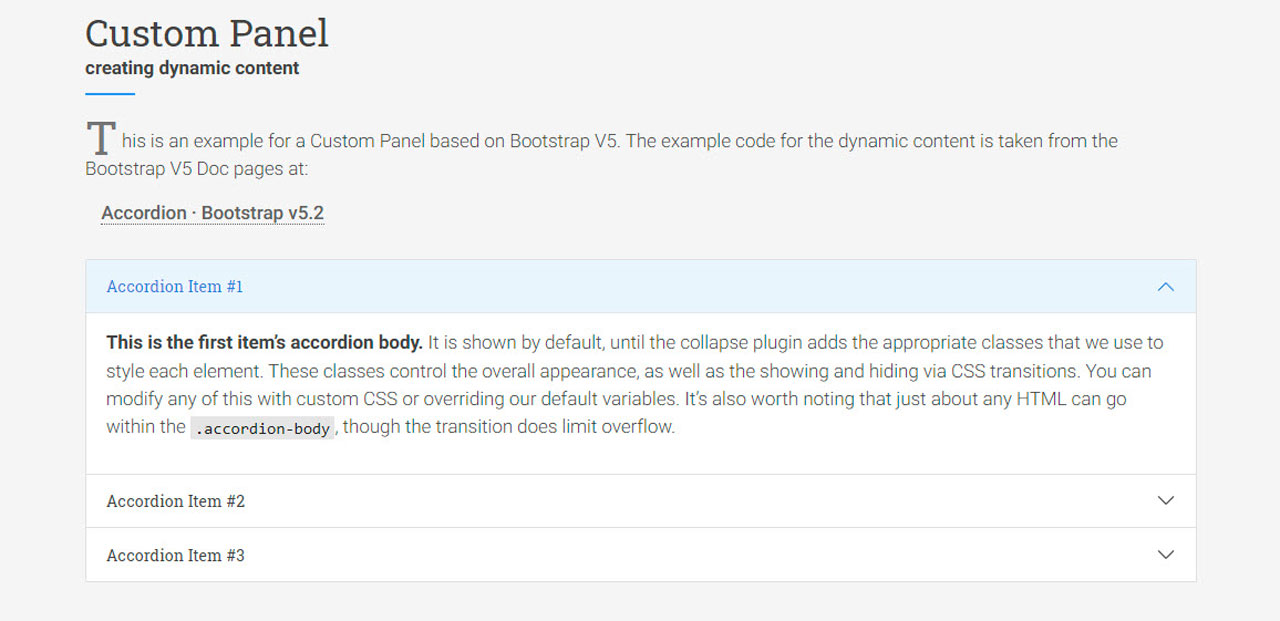 Custom Panel
creating dynamic content
This is an example for a Custom Panel based on Bootstrap V5. The example code for the dynamic content is taken from the
Bootstrap V5 Doc pages at:
Accordion · Bootstrap v5.2
Accordion Item #1
This is the first item’s accordion body. It is shown by default, until the collapse plugin adds the appropriate classes that we use to
style each element. These classes control the overall appearance, as well as the showing and hiding via CSS transitions. You can
modify any of this with custom CSS or overriding our default variables. It’s also worth noting that just about any HTML can go
within the .accordion-body, though the transition does limit overflow.
Accordion Item #2
Accordion Item #3